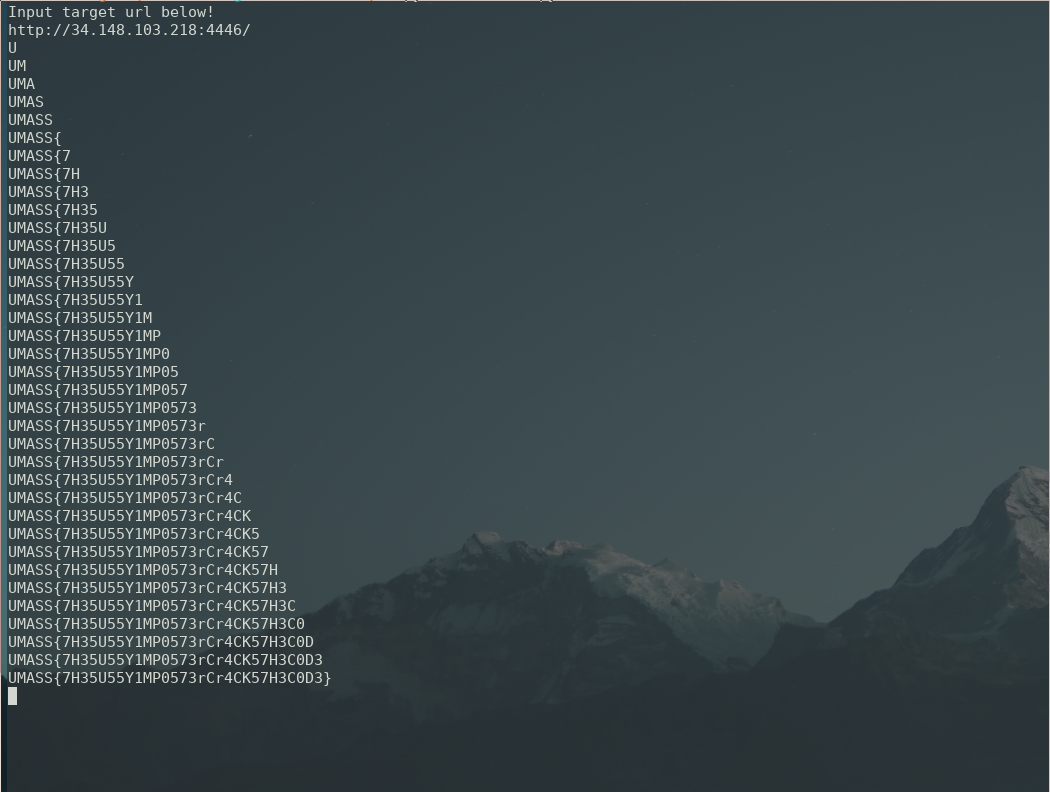 Input target url below!
http://34.148.103.218:4446/
U
UM
UMA
UMAS
UMASS
UMASS{
UMASS{7
UMASS{7H
UMASS{7H3
UMASS{7H35
UMASS{7H35U
UMASS{7H35U5
UMASS{7H35U55
UMASS{7H35U55Y
UMASS{7H35U55Y1
UMASS{7H35U55Y1M
UMASS{7H35U55Y1MP
UMASS{7H35U55Y1MP0
UMASS{7H35U55Y1MP05
UMASS{7H35U55Y1MP057
UMASS{7H35U55Y1MP0573
UMASS{7H35U55Y1MP0573r
UMASS{7H35U55Y1MP0573rC
UMASS{7H35U55Y1MP0573rCr
UMASS{7H35U55Y1MP0573rCr4
UMASS{7H35U55Y1MP0573rCr4C
UMASS{7H35U55Y1MP0573rCr4CK
UMASS{7H35U55Y1MP0573rCr4CK5
UMASS{7H35U55Y1MP0573rCr4CK57
UMASS{7H35U55Y1MP0573rCr4CK57H
UMASS{7H35U55Y1MP0573rCr4CK57H3
UMASS{7H35U55Y1MP0573rCr4CK57H3C
UMASS{7H35U55Y1MP0573rCr4CK57H3C0
UMASS{7H35U55Y1MP0573rCr4CK57H3C0D
UMASS{7H35U55Y1MP0573rCr4CK57H3C0D3
UMASS{7H35U55Y1MP0573rCr4CK57H3C0D3}